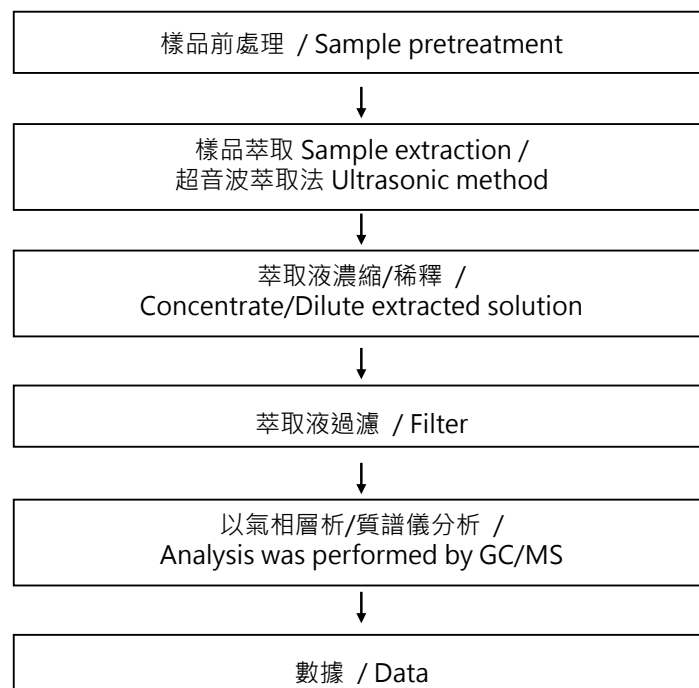 樣品前處理 / Sample pretreatment
樣品萃取 Sample extraction /
超音波萃取法 Ultrasonic method
萃取液濃縮/稀釋 /
Concentrate/Dilute extracted solution
萃取液過濾 / Filter
以氣相層析/質譜儀分析 /
Analysis was performed by GC/MS
數據 / Data